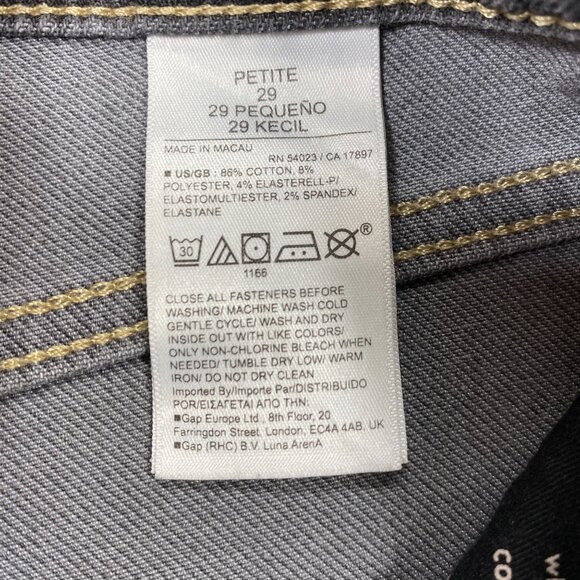 PETITE
29
29 PEQUEÑO
29 KECIL
MADE IN MACAU
RN 54023 / CA 17897
■ US/GB : 86% COTTON, 8%
POLYESTER, 4% ELASTERELL-P/
ELASTOMULTIESTER, 2% SPANDEX/
ELASTANE
30
1166
CLOSE ALL FASTENERS BEFORE
WASHING/ MACHINE WASH COLD
GENTLE CYCLE/ WASH AND DRY
INSIDE OUT WITH LIKE COLORS/
ONLY NON-CHLORINE BLEACH WHEN
NEEDED/ TUMBLE DRY LOW/ WARM
IRON/ DO NOT DRY CLEAN
Imported By/Importe Par/DISTRIBUIDO
POR/ΕΙΣΑΓΕΤΑΙ ΑΠΟ ΤΗΝ:
■Gap Europe Ltd., 8th Floor, 20
Farringdon Street, London, EC4A 4AB, UK
■Gap (RHC) B.V. Luna ArenA